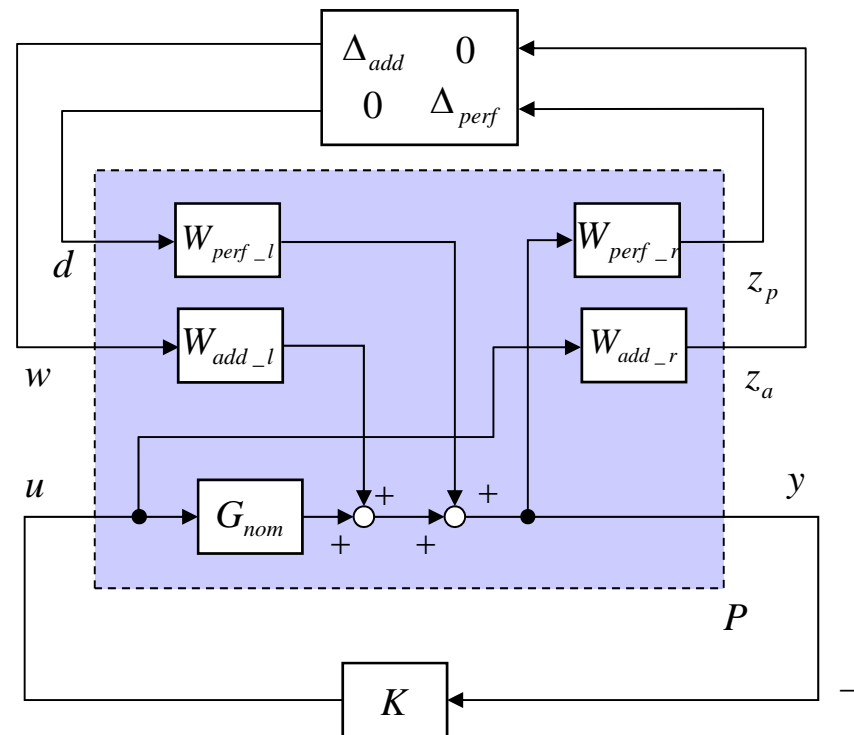 Δ_add 0
0 Δ_perf
W_perf_l
W_perf_r
d
z_p
W_add_l
W_add_r
w
z_a
u
y
G_nom
+
+
+
+
P
K
−